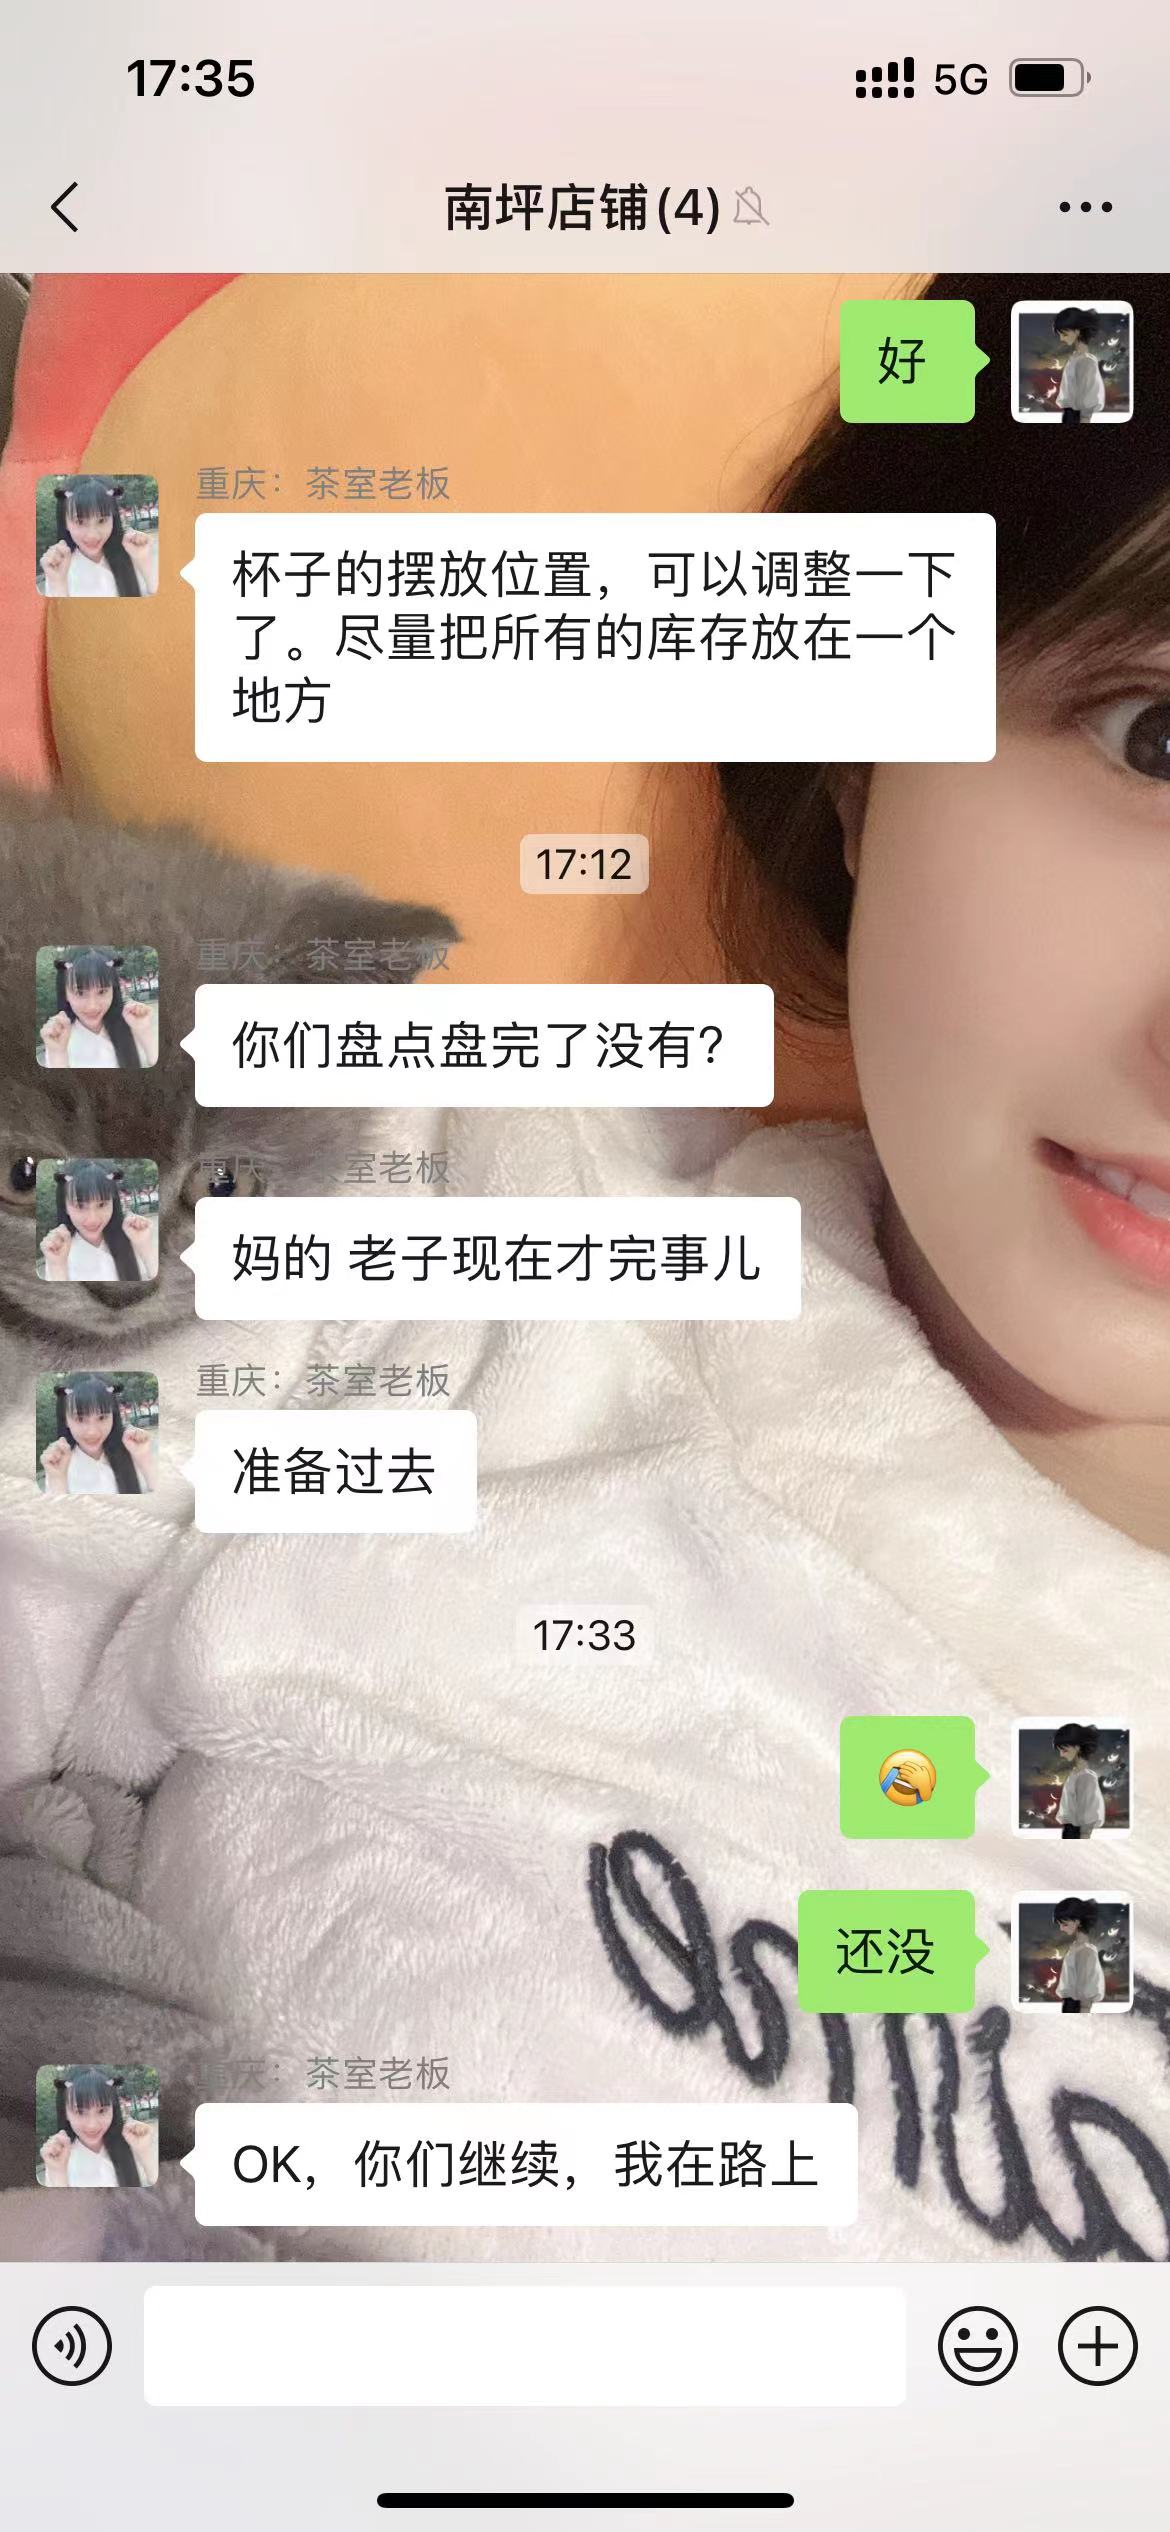 17:35
5G
南坪店铺(4)
好
重庆：茶室老板
杯子的摆放位置，可以调整一下
了。尽量把所有的库存放在一个
地方
17:12
重庆：茶室老板
你们盘点盘完了没有？
重庆：茶室老板
妈的 老子现在才完事儿
重庆：茶室老板
准备过去
17:33
🤣
还没
重庆：茶室老板
OK，你们继续，我在路上